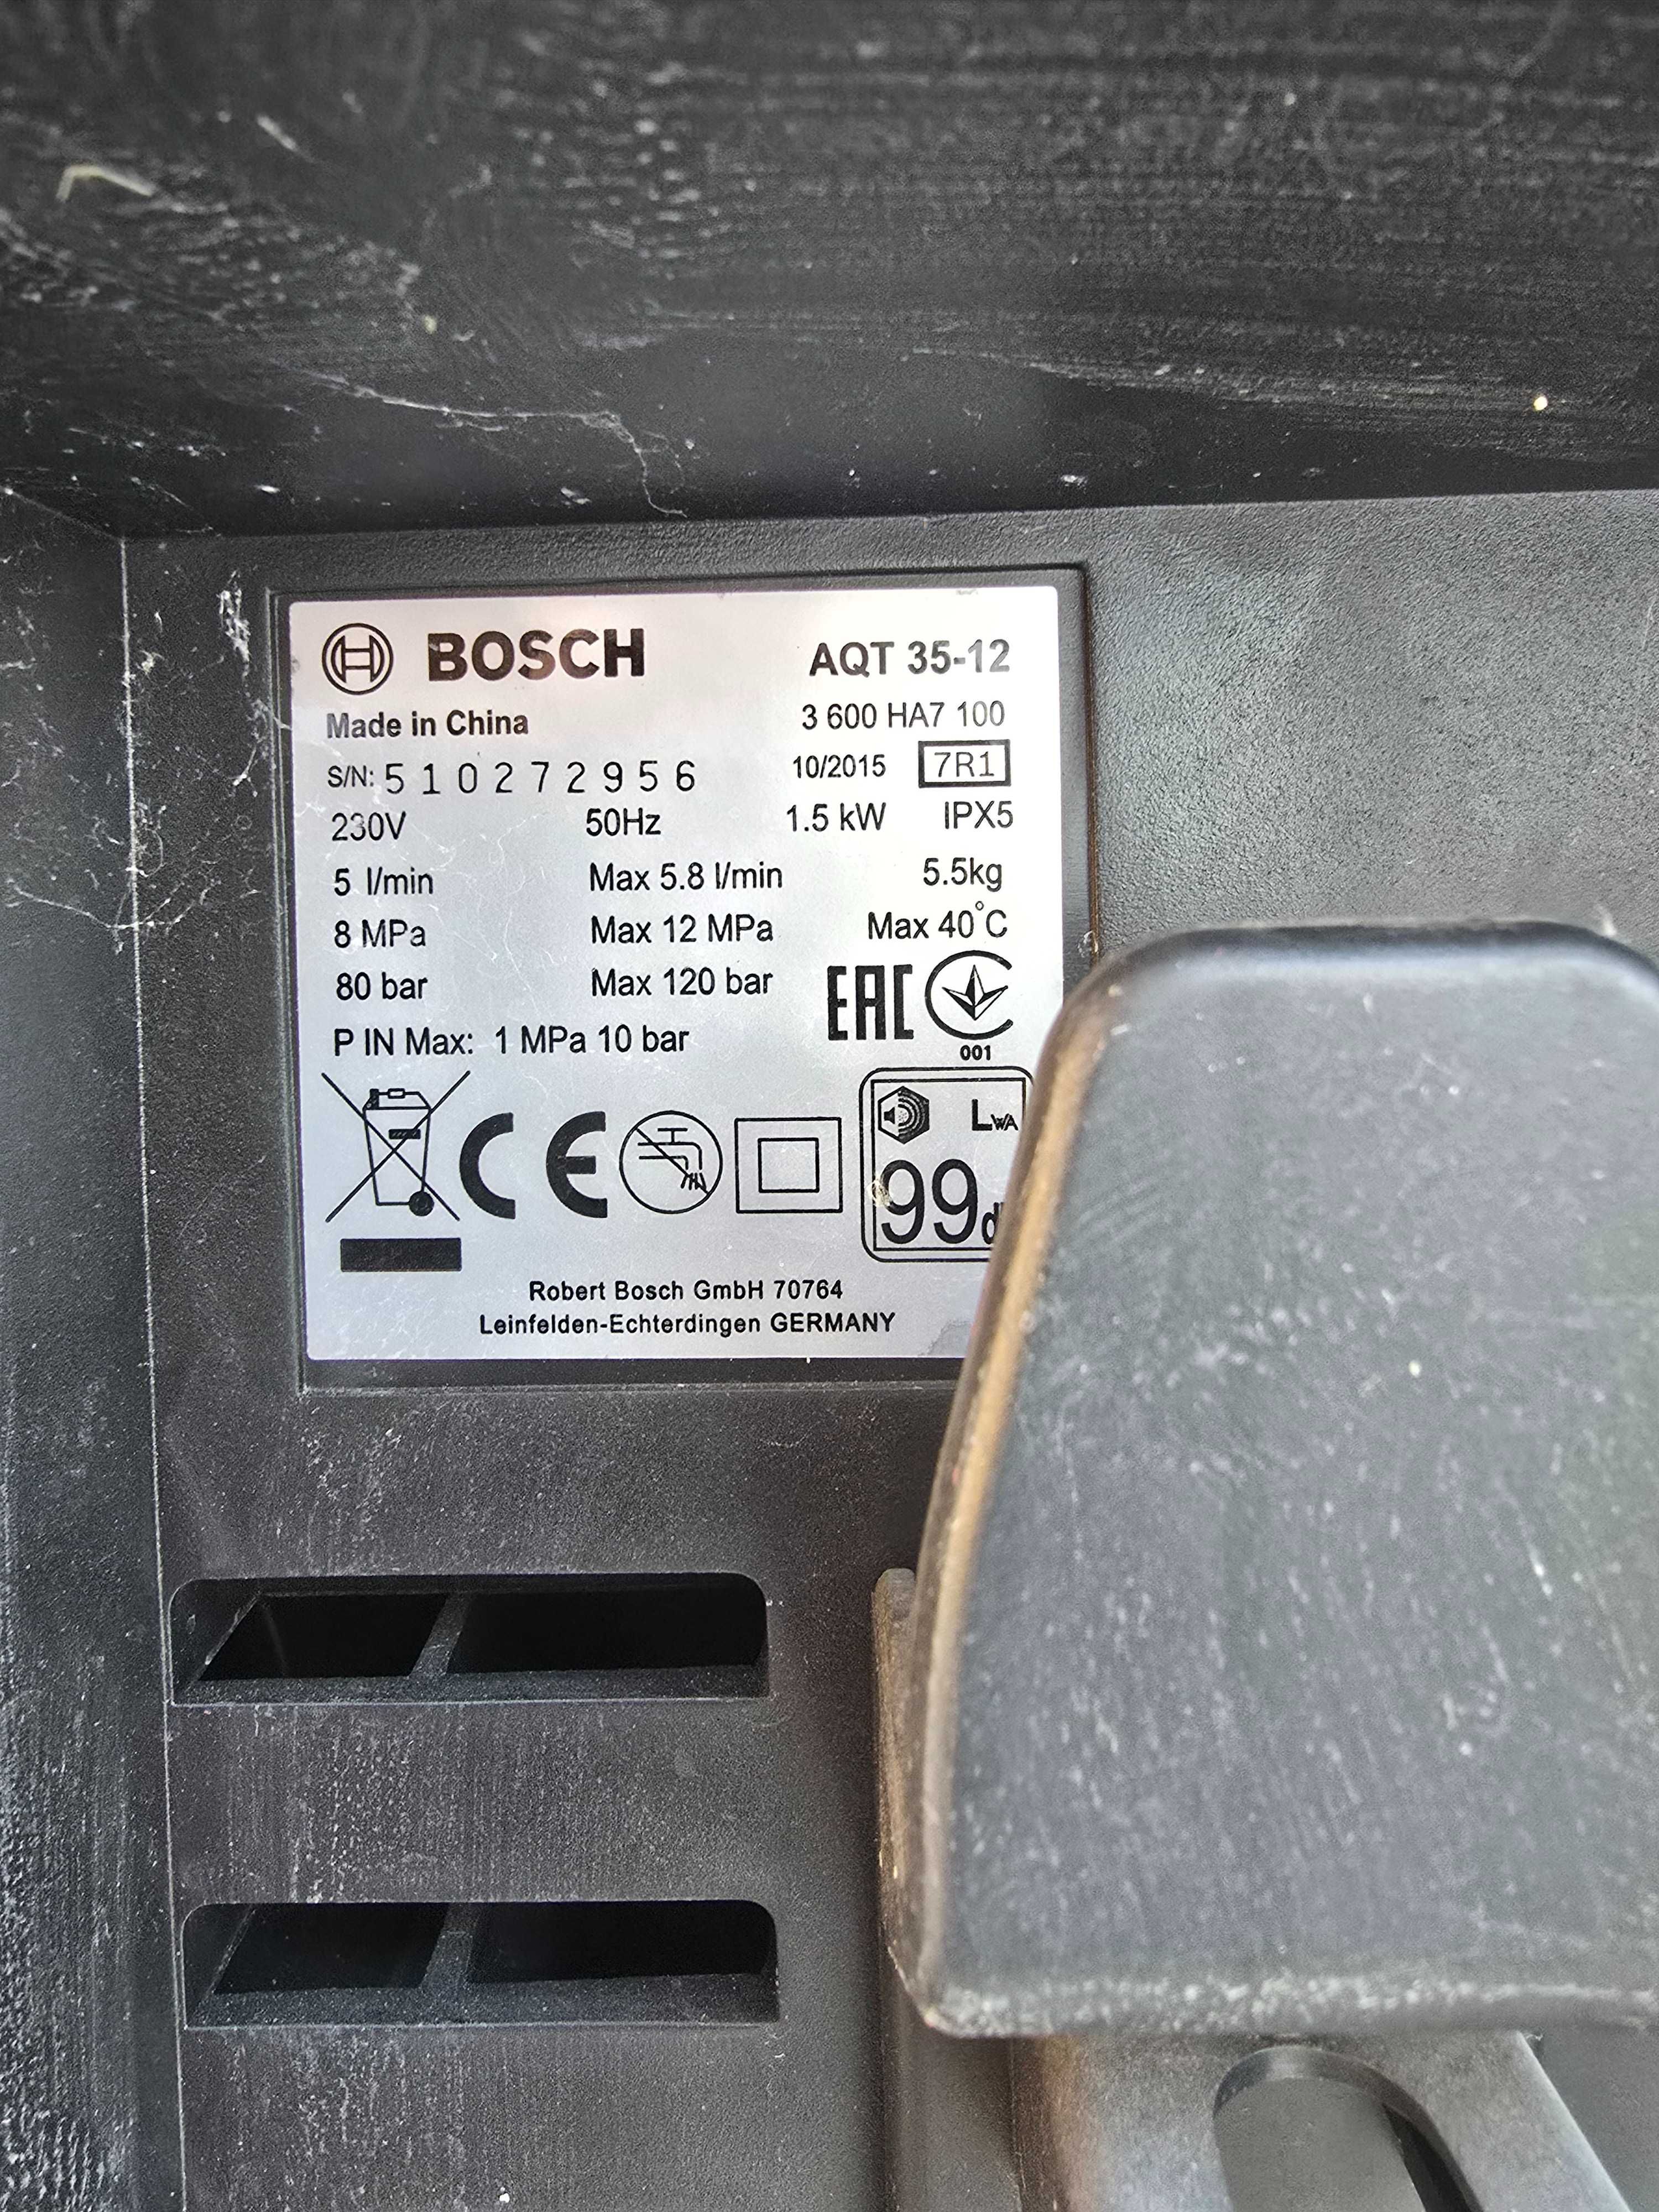 BOSCH AQT 35-12
Made in China 3 600 HA7 100
S/N: 510272956 10/2015 7R1
230V 50Hz 1.5 kW IPX5
5 l/min Max 5.8 l/min 5.5kg
8 MPa Max 12 MPa Max 40°C
80 bar Max 120 bar EAC
P IN Max: 1 MPa 10 bar 001
CE LWA
99
Robert Bosch GmbH 70764
Leinfelden-Echterdingen GERMANY